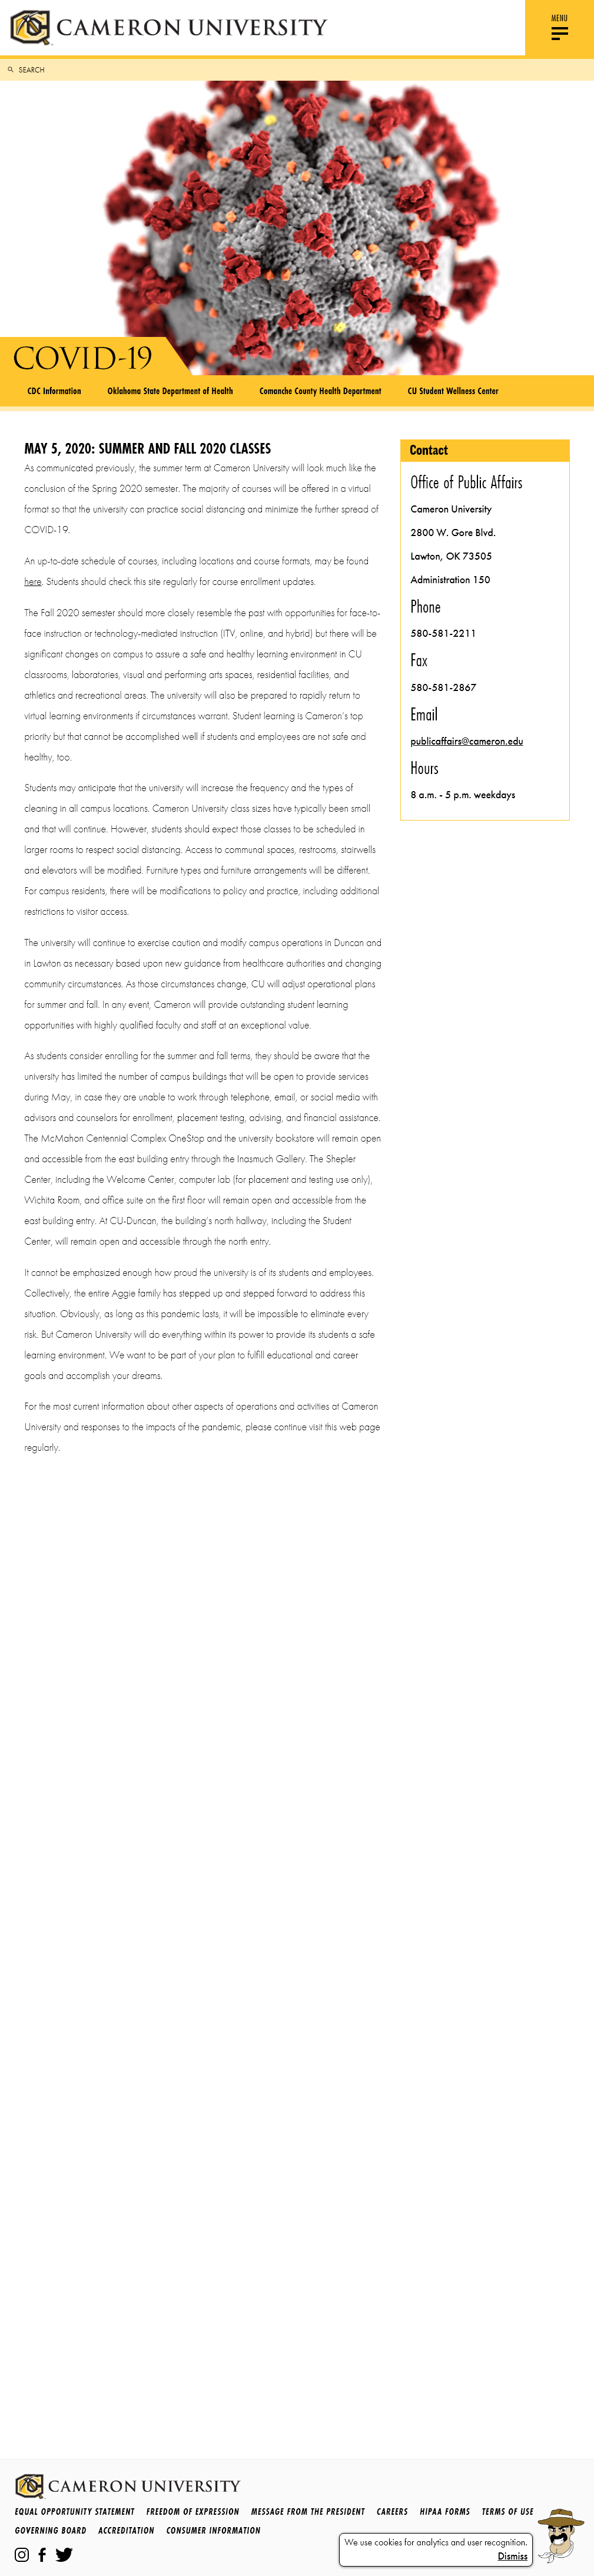 CAMERON UNIVERSITY
MENU
SEARCH
COVID-19
CDC Information Oklahoma State Department of Health Comanche County Health Department CU Student Wellness Center
MAY 5, 2020: SUMMER AND FALL 2020 CLASSES
As communicated previously, the summer term at Cameron University will look much like the
conclusion of the Spring 2020 semester. The majority of courses will be offered in a virtual
format so that the university can practice social distancing and minimize the further spread of
COVID-19.
An up-to-date schedule of courses, including locations and course formats, may be found
here. Students should check this site regularly for course enrollment updates.
The Fall 2020 semester should more closely resemble the past with opportunities for face-to-
face instruction or technology-mediated instruction (ITV, online, and hybrid) but there will be
significant changes on campus to assure a safe and healthy learning environment in CU
classrooms, laboratories, visual and performing arts spaces, residential facilities, and
athletics and recreational areas. The university will also be prepared to rapidly return to
virtual learning environments if circumstances warrant. Student learning is Cameron's top
priority but that cannot be accomplished well if students and employees are not safe and
healthy, too.
Students may anticipate that the university will increase the frequency and the types of
cleaning in all campus locations. Cameron University class sizes have typically been small
and that will continue. However, students should expect those classes to be scheduled in
larger rooms to respect social distancing. Access to communal spaces, restrooms, stairwells
and elevators will be modified. Furniture types and furniture arrangements will be different.
For campus residents, there will be modifications to policy and practice, including additional
restrictions to visitor access.
The university will continue to exercise caution and modify campus operations in Duncan and
in Lawton as necessary based upon new guidance from healthcare authorities and changing
community circumstances. As those circumstances change, CU will adjust operational plans
for summer and fall. In any event, Cameron will provide outstanding student learning
opportunities with highly qualified faculty and staff at an exceptional value.
As students consider enrolling for the summer and fall terms, they should be aware that the
university has limited the number of campus buildings that will be open to provide services
during May, in case they are unable to work through telephone, email, or social media with
advisors and counselors for enrollment, placement testing, advising, and financial assistance.
The McMahon Centennial Complex OneStop and the university bookstore will remain open
and accessible from the east building entry through the Inasmuch Gallery. The Shepler
Center, including the Welcome Center, computer lab (for placement and testing use only),
Wichita Room, and office suite on the first floor will remain open and accessible from the
east building entry. At CU-Duncan, the building's north hallway, including the Student
Center, will remain open and accessible through the north entry.
It cannot be emphasized enough how proud the university is of its students and employees.
Collectively, the entire Aggie family has stepped up and stepped forward to address this
situation. Obviously, as long as this pandemic lasts, it will be impossible to eliminate every
risk. But Cameron University will do everything within its power to provide its students a safe
learning environment. We want to be part of your plan to fulfill educational and career
goals and accomplish your dreams.
For the most current information about other aspects of operations and activities at Cameron
University and responses to the impacts of the pandemic, please continue visit this web page
regularly.
Contact
Office of Public Affairs
Cameron University
2800 W. Gore Blvd.
Lawton, OK 73505
Administration 150
Phone
580-581-2211
Fax
580-581-2867
Email
publicaffairs@cameron.edu
Hours
8 a.m. - 5 p.m. weekdays
CAMERON UNIVERSITY
EQUAL OPPORTUNITY STATEMENT FREEDOM OF EXPRESSION MESSAGE FROM THE PRESIDENT CAREERS HIPAA FORMS TERMS OF USE
GOVERNING BOARD ACCREDITATION CONSUMER INFORMATION
We use cookies for analytics and user recognition.
Dismiss